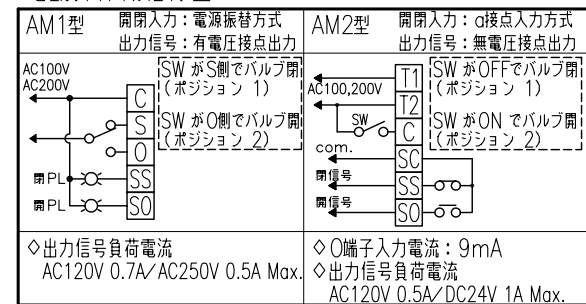 AM1型
開閉入力：電源振替方式
出力信号：有電圧接点出力
AC100V
AC200V
C
S
O
SS
SO
閉PL
開PL
SWがS側でバルブ閉
(ポジション 1)
SWがO側でバルブ開
(ポジション 2)
◇出力信号負荷電流
AC120V 0.7A/AC250V 0.5A Max.
AM2型
開閉入力：a接点入力方式
出力信号：無電圧接点出力
AC100,200V
SW
com.
閉信号
開信号
T1
T2
C
SC
SS
SO
SWがOFFでバルブ閉
(ポジション 1)
SWがON でバルブ開
(ポジション 2)
◇O端子入力電流：9mA
◇出力信号負荷電流
AC120V 0.5A/DC24V 1A Max.